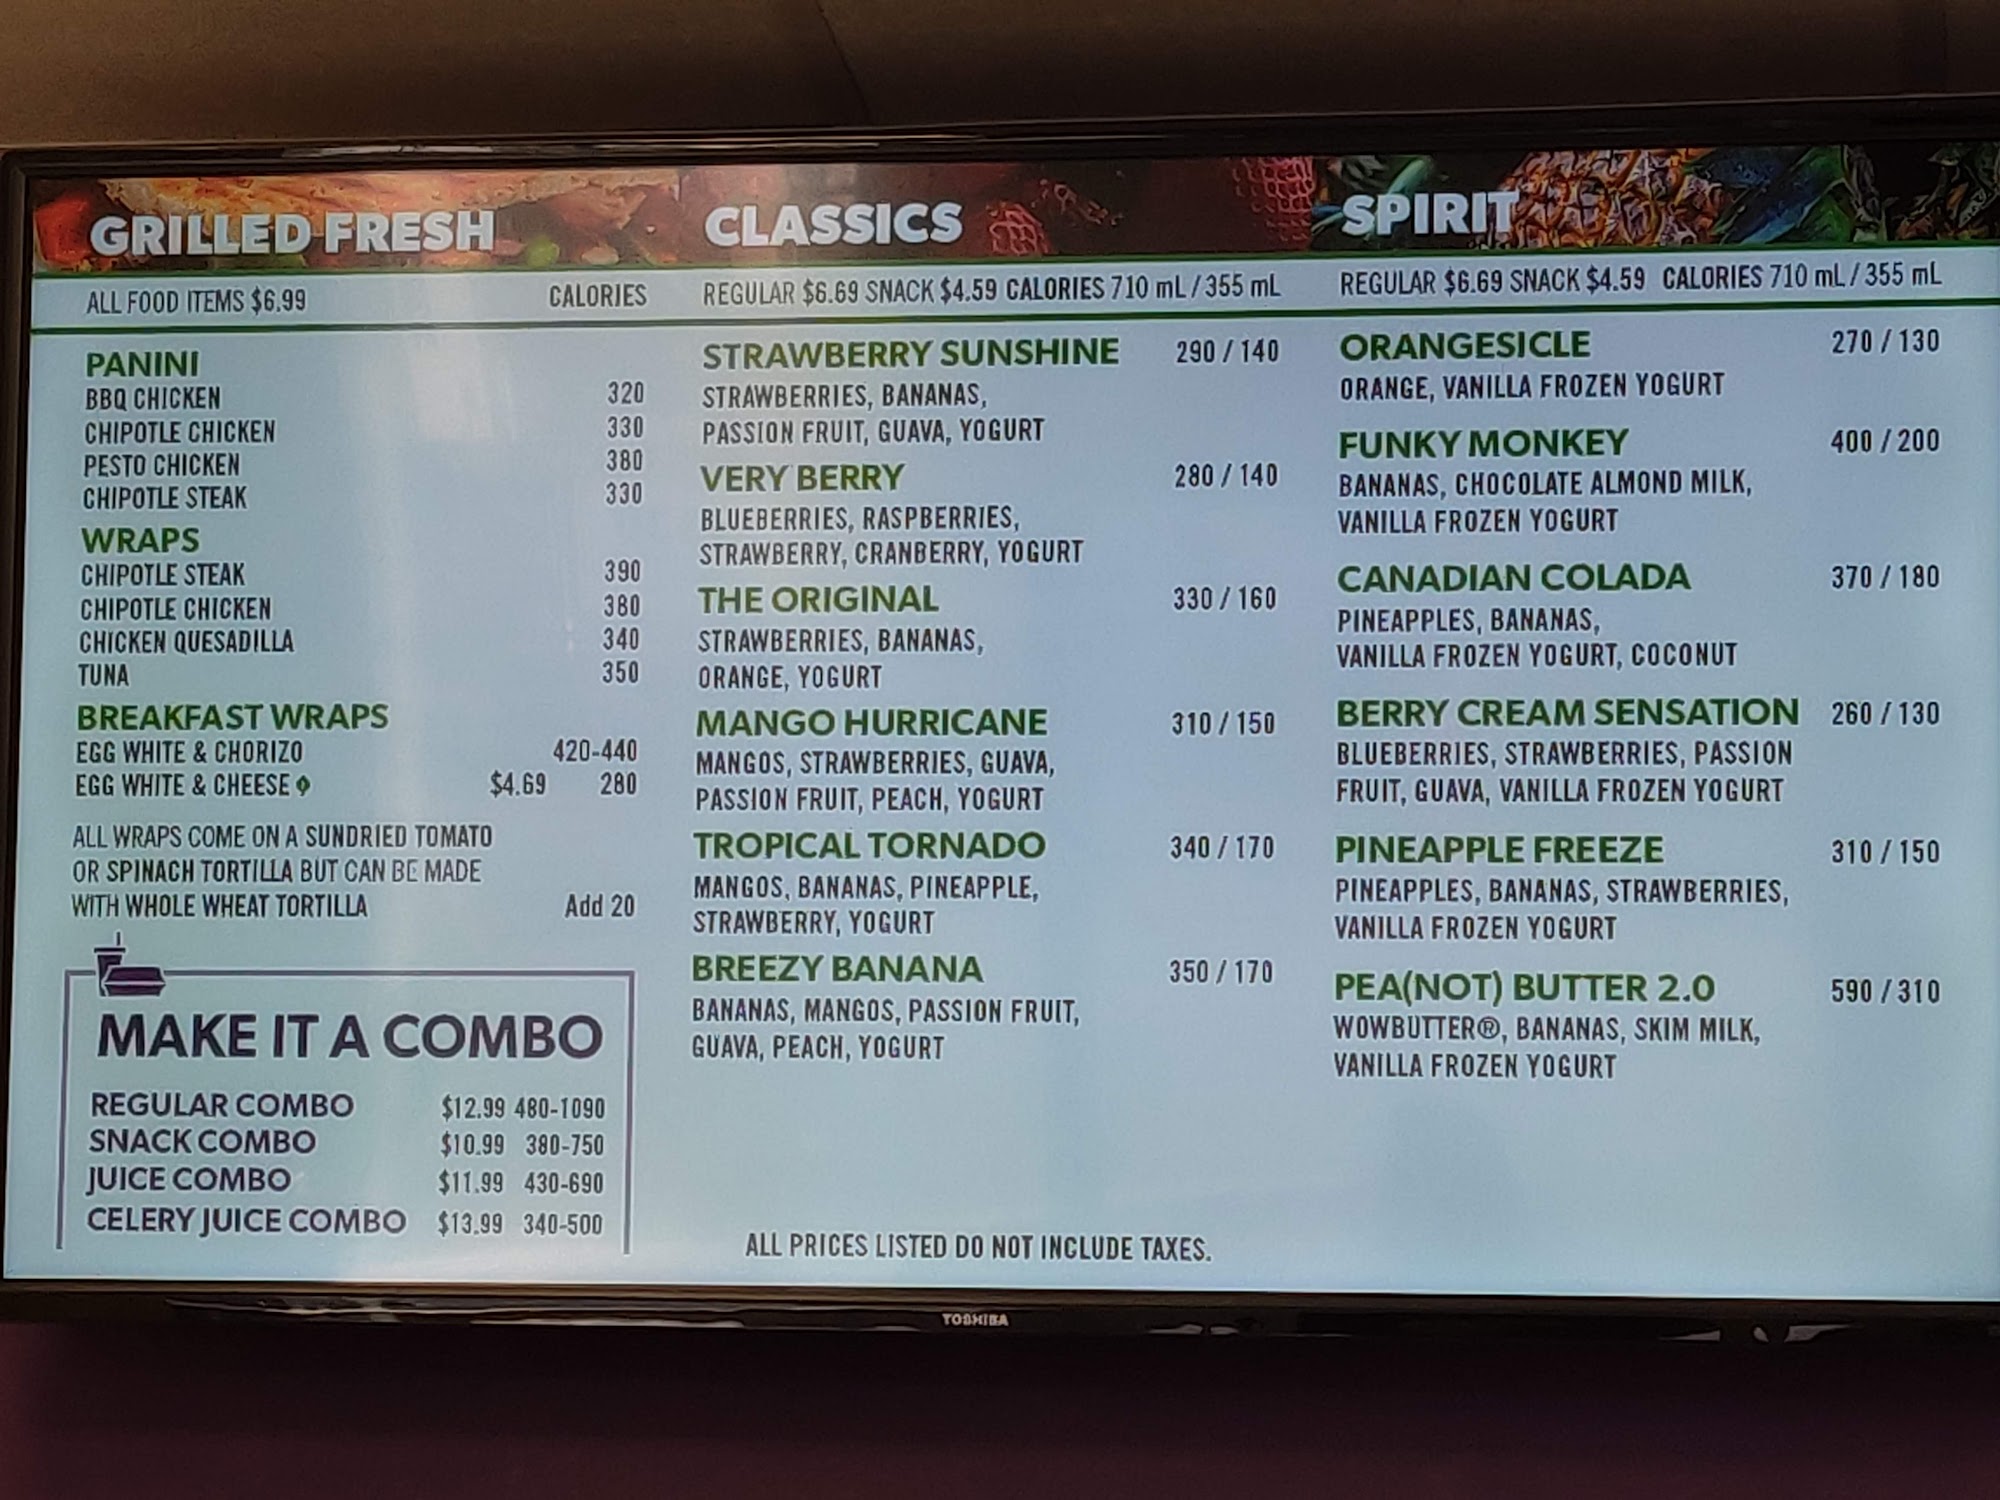 GRILLED FRESH
ALL FOOD ITEMS $6.99 CALORIES
PANINI
BBQ CHICKEN 320
CHIPOTLE CHICKEN 330
PESTO CHICKEN 380
CHIPOTLE STEAK 330
WRAPS
CHIPOTLE STEAK 390
CHIPOTLE CHICKEN 380
CHICKEN QUESADILLA 340
TUNA 350
BREAKFAST WRAPS
EGG WHITE & CHORIZO 420-440
EGG WHITE & CHEESE $4.69 280
ALL WRAPS COME ON A SUNDRIED TOMATO
OR SPINACH TORTILLA BUT CAN BE MADE
WITH WHOLE WHEAT TORTILLA Add 20
MAKE IT A COMBO
REGULAR COMBO $12.99 480-1090
SNACK COMBO $10.99 380-750
JUICE COMBO $11.99 430-690
CELERY JUICE COMBO $13.99 340-500
CLASSICS
REGULAR $6.69 SNACK $4.59 CALORIES 710 mL / 355 mL
STRAWBERRY SUNSHINE 290 / 140
STRAWBERRIES, BANANAS,
PASSION FRUIT, GUAVA, YOGURT
VERY BERRY 280 / 140
BLUEBERRIES, RASPBERRIES,
STRAWBERRY, CRANBERRY, YOGURT
THE ORIGINAL 330 / 160
STRAWBERRIES, BANANAS,
ORANGE, YOGURT
MANGO HURRICANE 310 / 150
MANGOS, STRAWBERRIES, GUAVA,
PASSION FRUIT, PEACH, YOGURT
TROPICAL TORNADO 340 / 170
MANGOS, BANANAS, PINEAPPLE,
STRAWBERRY, YOGURT
BREEZY BANANA 350 / 170
BANANAS, MANGOS, PASSION FRUIT,
GUAVA, PEACH, YOGURT
SPIRIT
REGULAR $6.69 SNACK $4.59 CALORIES 710 mL / 355 mL
ORANGESICLE 270 / 130
ORANGE, VANILLA FROZEN YOGURT
FUNKY MONKEY 400 / 200
BANANAS, CHOCOLATE ALMOND MILK,
VANILLA FROZEN YOGURT
CANADIAN COLADA 370 / 180
PINEAPPLES, BANANAS,
VANILLA FROZEN YOGURT, COCONUT
BERRY CREAM SENSATION 260 / 130
BLUEBERRIES, STRAWBERRIES, PASSION
FRUIT, GUAVA, VANILLA FROZEN YOGURT
PINEAPPLE FREEZE 310 / 150
PINEAPPLES, BANANAS, STRAWBERRIES,
VANILLA FROZEN YOGURT
PEA(NOT) BUTTER 2.0 590 / 310
WOWBUTTER®, BANANAS, SKIM MILK,
VANILLA FROZEN YOGURT
ALL PRICES LISTED DO NOT INCLUDE TAXES.
TOSHIBA